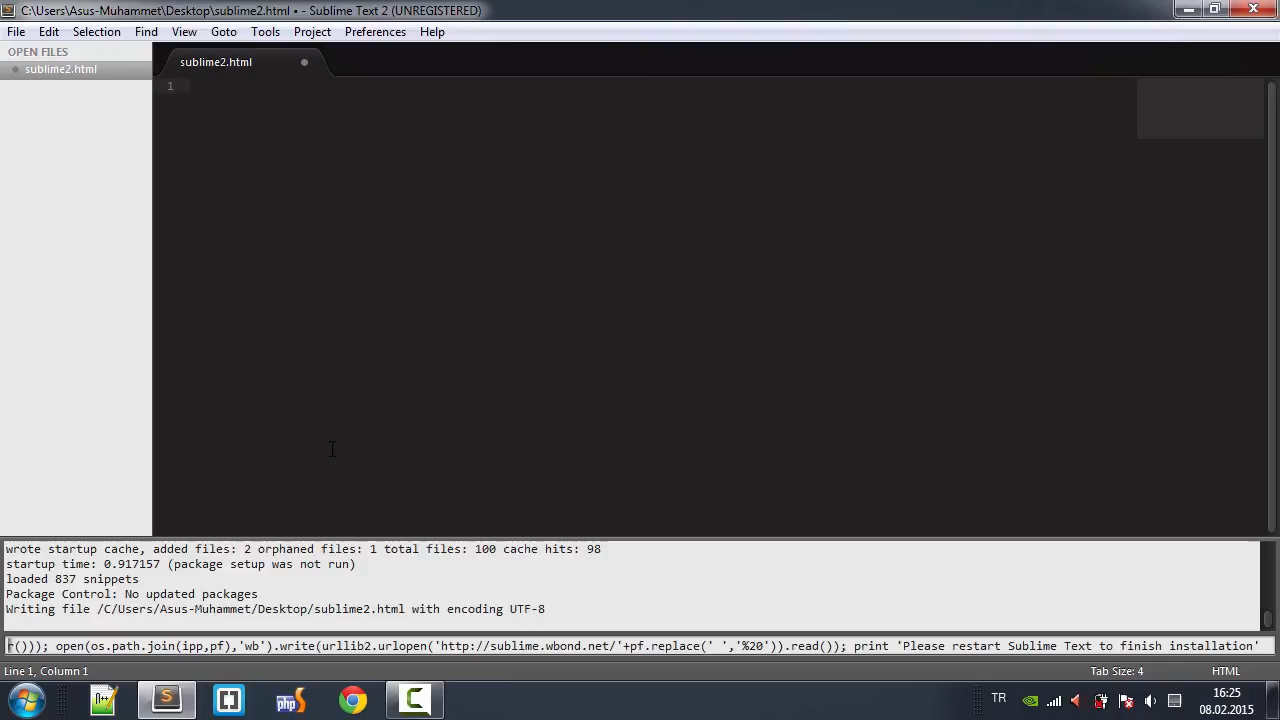 C:\Users\Asus-Muhammet\Desktop\sublime2.html • - Sublime Text 2 (UNREGISTERED)
File Edit Selection Find View Goto Tools Project Preferences Help
OPEN FILES
sublime2.html
sublime2.html
1
wrote startup cache, added files: 2 orphaned files: 1 total files: 100 cache hits: 98
startup time: 0.917157 (package setup was not run)
loaded 837 snippets
Package Control: No updated packages
Writing file /C/Users/Asus-Muhammet/Desktop/sublime2.html with encoding UTF-8
r())); open(os.path.join(ipp,pf),'wb').write(urllib2.urlopen('http://sublime.wbond.net/'+pf.replace(' ','%20')).read()); print 'Please restart Sublime Text to finish installation'
Line 1, Column 1
Tab Size: 4
HTML
php
TR
16:25
08.02.2015